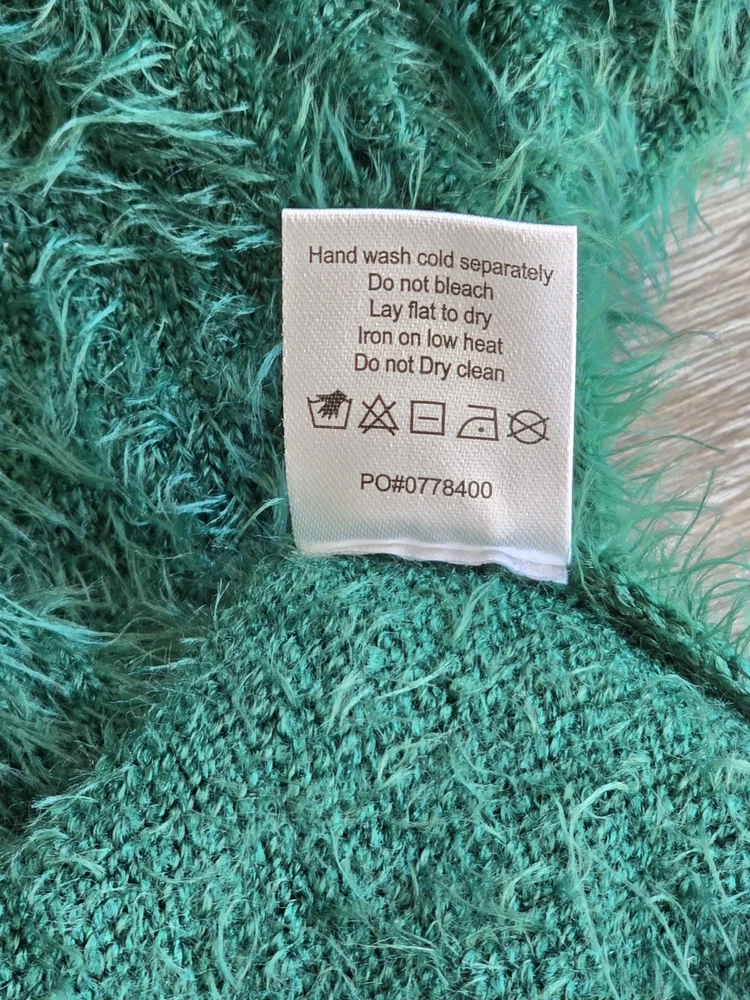 Hand wash cold separately
Do not bleach
Lay flat to dry
Iron on low heat
Do not Dry clean
PO#0778400